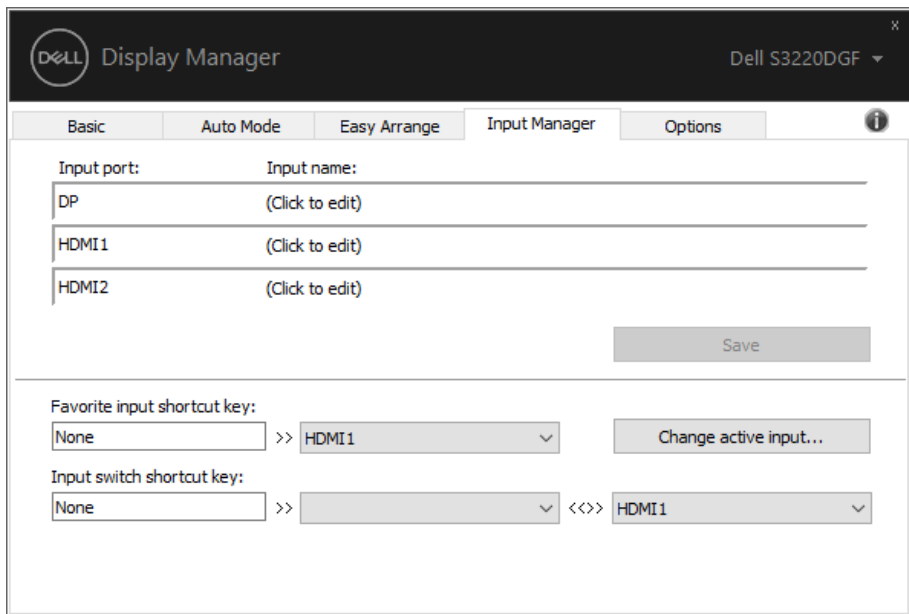 x
DELL Display Manager Dell S3220DGF
Basic Auto Mode Easy Arrange Input Manager Options i
Input port: Input name:
DP (Click to edit)
HDMI1 (Click to edit)
HDMI2 (Click to edit)
Save
Favorite input shortcut key:
None >> HDMI1 Change active input...
Input switch shortcut key:
None >> <<>> HDMI1